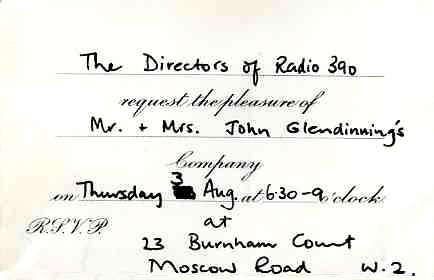 The Directors of Radio 390
request the pleasure of
Mr. + Mrs. John Glendinning's
Company
on Thursday 3 Aug. at 6.30-9 o'clock
R.S.V.P. at
23 Burnham Court
Moscow Road W.2.